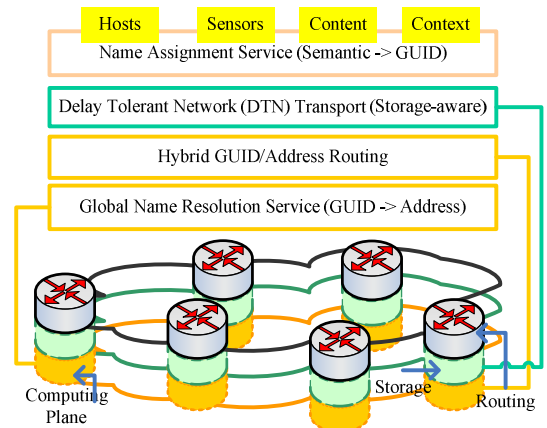 Hosts Sensors Content Context
Name Assignment Service (Semantic -> GUID)
Delay Tolerant Network (DTN) Transport (Storage-aware)
Hybrid GUID/Address Routing
Global Name Resolution Service (GUID -> Address)
Computing
Plane
Storage
Routing